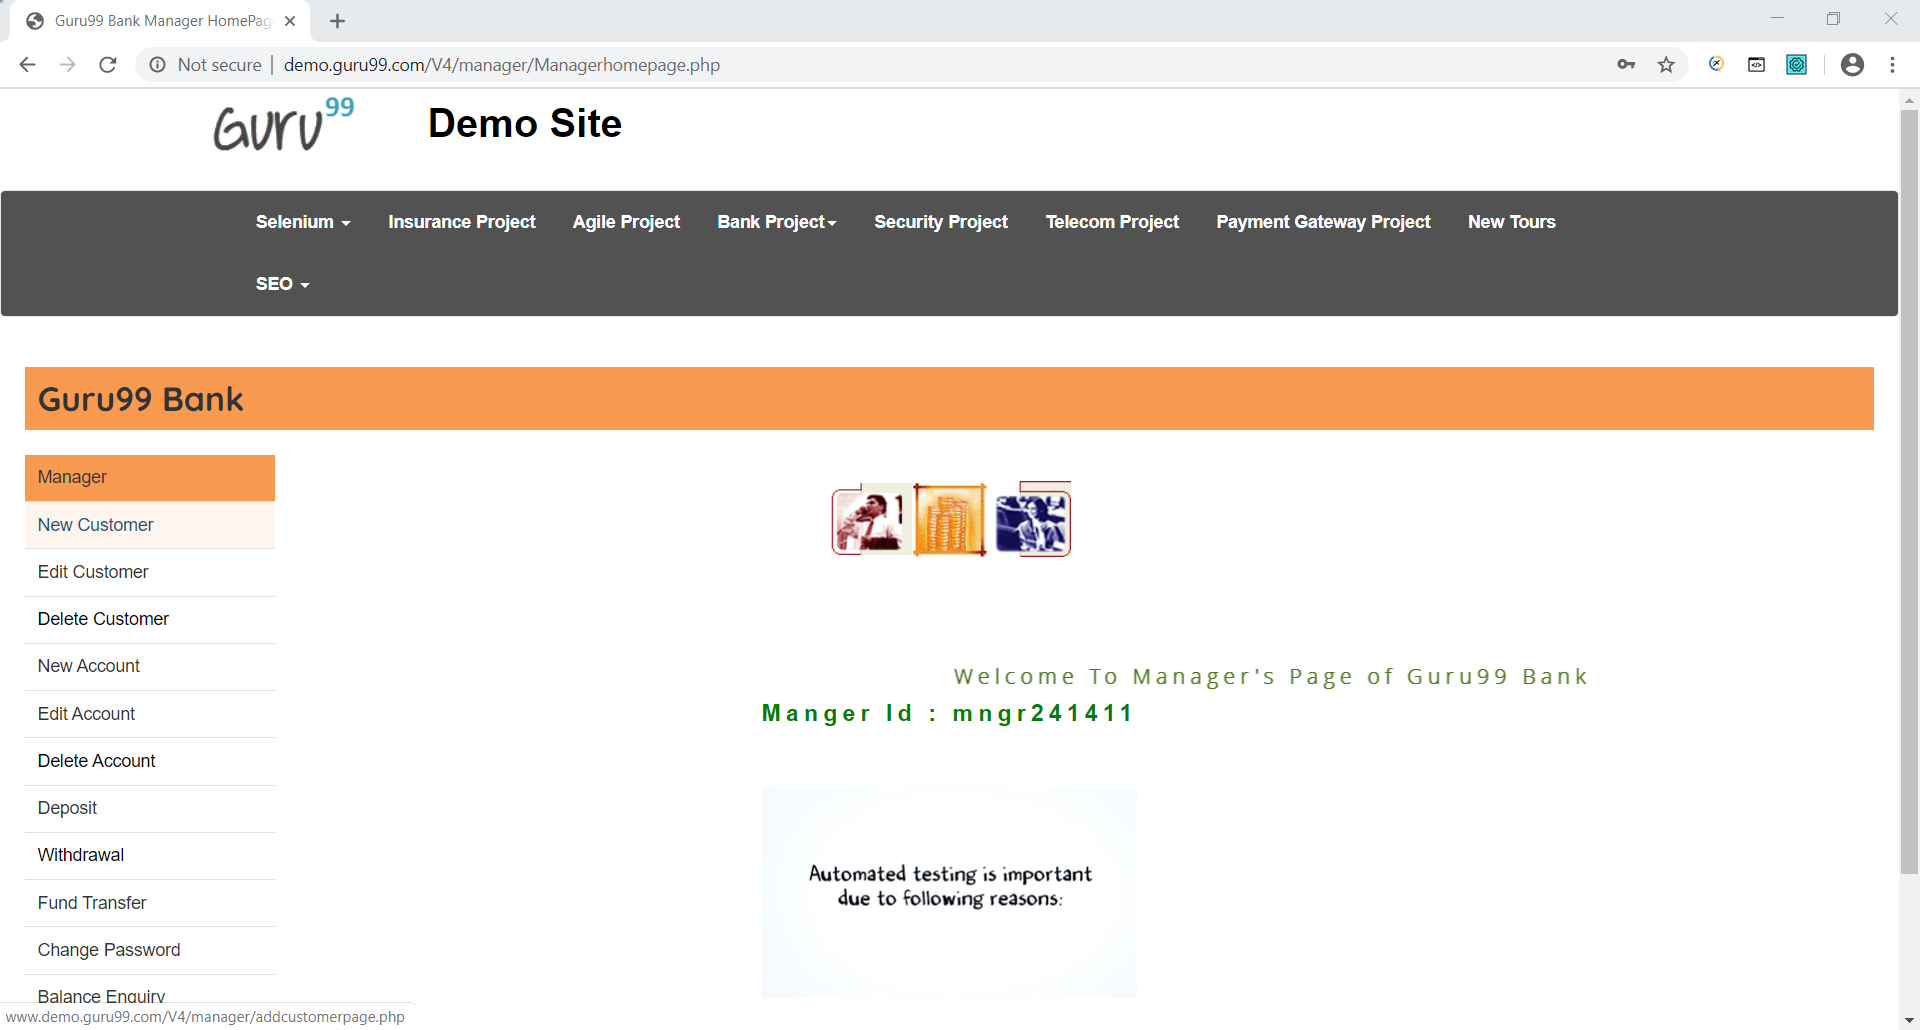 Guru99 Bank Manager HomePag
Not secure | demo.guru99.com/V4/manager/Managerhomepage.php
Guru99 Demo Site
Selenium Insurance Project Agile Project Bank Project Security Project Telecom Project Payment Gateway Project New Tours
SEO
Guru99 Bank
Manager
New Customer
Edit Customer
Delete Customer
New Account
Edit Account
Delete Account
Deposit
Withdrawal
Fund Transfer
Change Password
Balance Enquiry
Welcome To Manager's Page of Guru99 Bank
Manger Id : mngr241411
Automated testing is important
due to following reasons:
www.demo.guru99.com/V4/manager/addcustomerpage.php